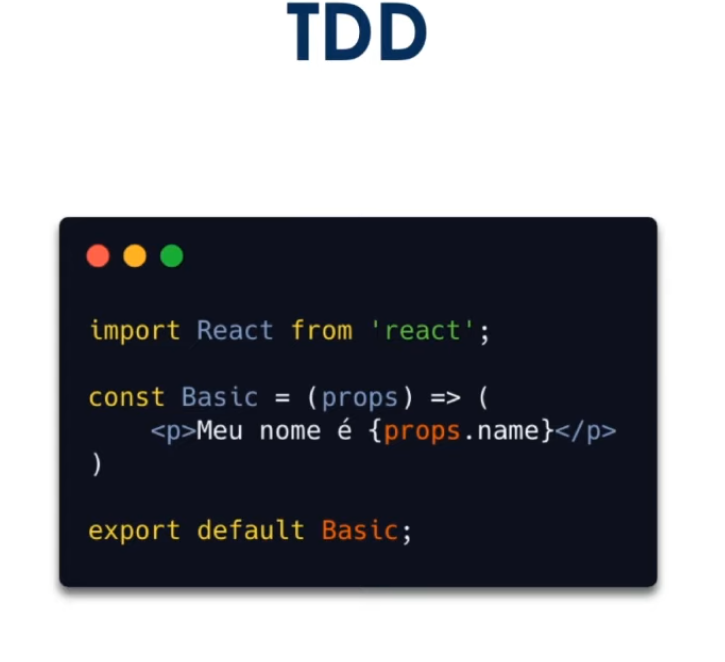 TDD
import React from 'react';
const Basic = (props) => (
<p>Meu nome é {props.name}</p>
)
export default Basic;